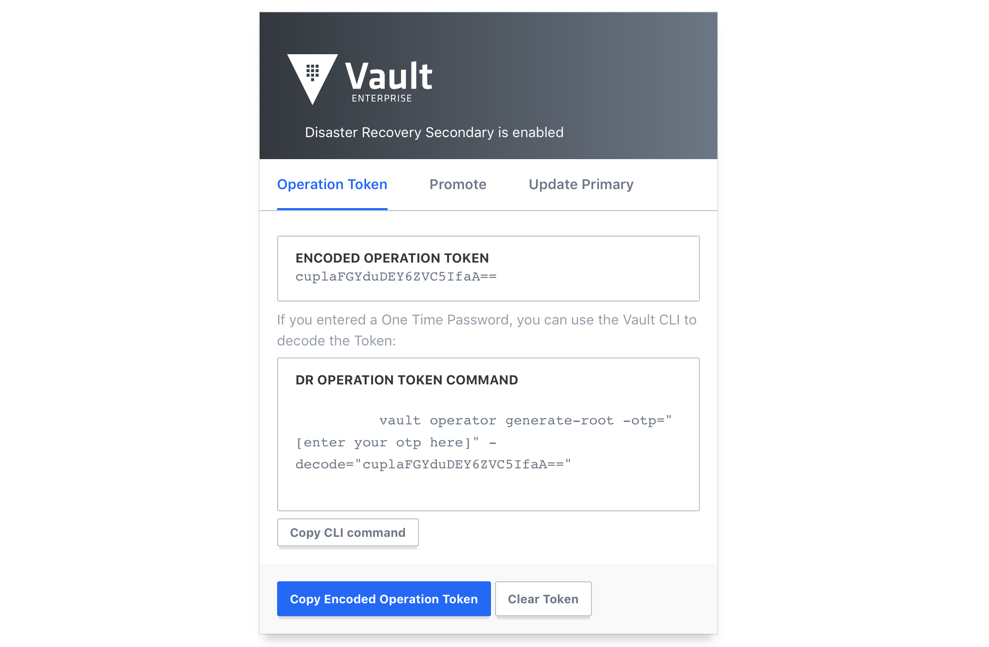 Vault
ENTERPRISE
Disaster Recovery Secondary is enabled
Operation Token Promote Update Primary
ENCODED OPERATION TOKEN
cuplaFGYduDEY6ZVC5IfaA==
If you entered a One Time Password, you can use the Vault CLI to
decode the Token:
DR OPERATION TOKEN COMMAND
vault operator generate-root -otp="
[enter your otp here]" -
decode="cuplaFGYduDEY6ZVC5IfaA=="
Copy CLI command
Copy Encoded Operation Token Clear Token